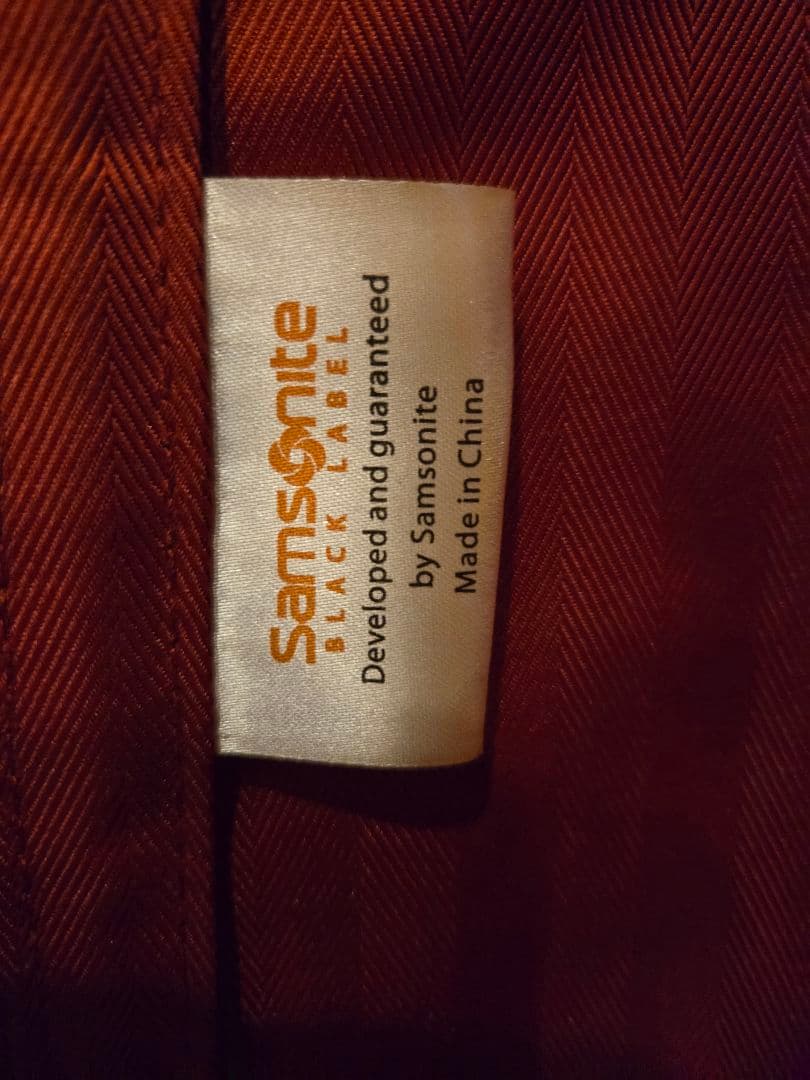 Samsonite
BLACK LABEL
Developed and guaranteed
by Samsonite
Made in China